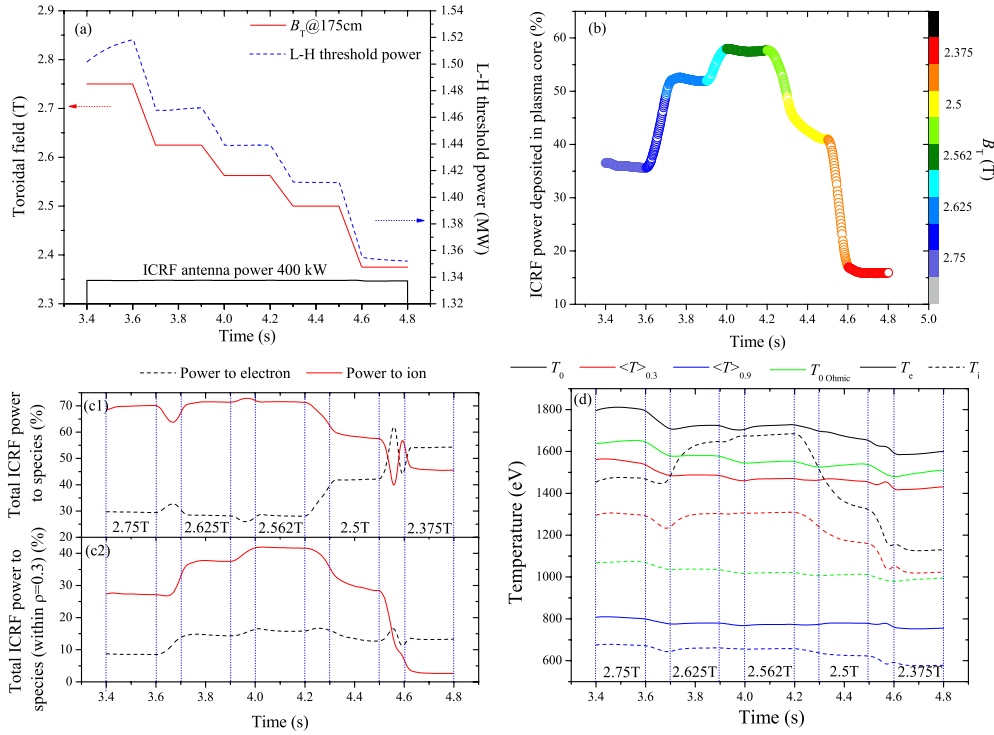 (a)
B_T@175cm
L-H threshold power
ICRF antenna power 400 kW
Toroidal field (T)
2.9
2.8
2.7
2.6
2.5
2.4
2.3
L-H threshold power (MW)
1.54
1.52
1.50
1.48
1.46
1.44
1.42
1.40
1.38
1.36
1.34
1.32
3.4 3.6 3.8 4.0 4.2 4.4 4.6 4.8
Time (s)
(b)
ICRF power deposited in plasma core (%)
60
50
40
30
20
10
3.4 3.6 3.8 4.0 4.2 4.4 4.6 4.8 5.0
Time (s)
2.375
2.5
2.562
2.625
2.75
B_T (T)
Power to electron Power to ion
(c1)
Total ICRF power
to species (%)
70
60
50
40
30
20
2.75T 2.625T 2.562T 2.5T 2.375T
(c2)
Total ICRF power to
species (within ρ=0.3) (%)
40
30
20
10
0
3.4 3.6 3.8 4.0 4.2 4.4 4.6 4.8
Time (s)
T_0 <T>_0.3 <T>_0.9 T_0 Ohmic T_e T_i
(d)
Temperature (eV)
1800
1600
1400
1200
1000
800
600
2.75T 2.625T 2.562T 2.5T 2.375T
3.4 3.6 3.8 4.0 4.2 4.4 4.6 4.8
Time (s)